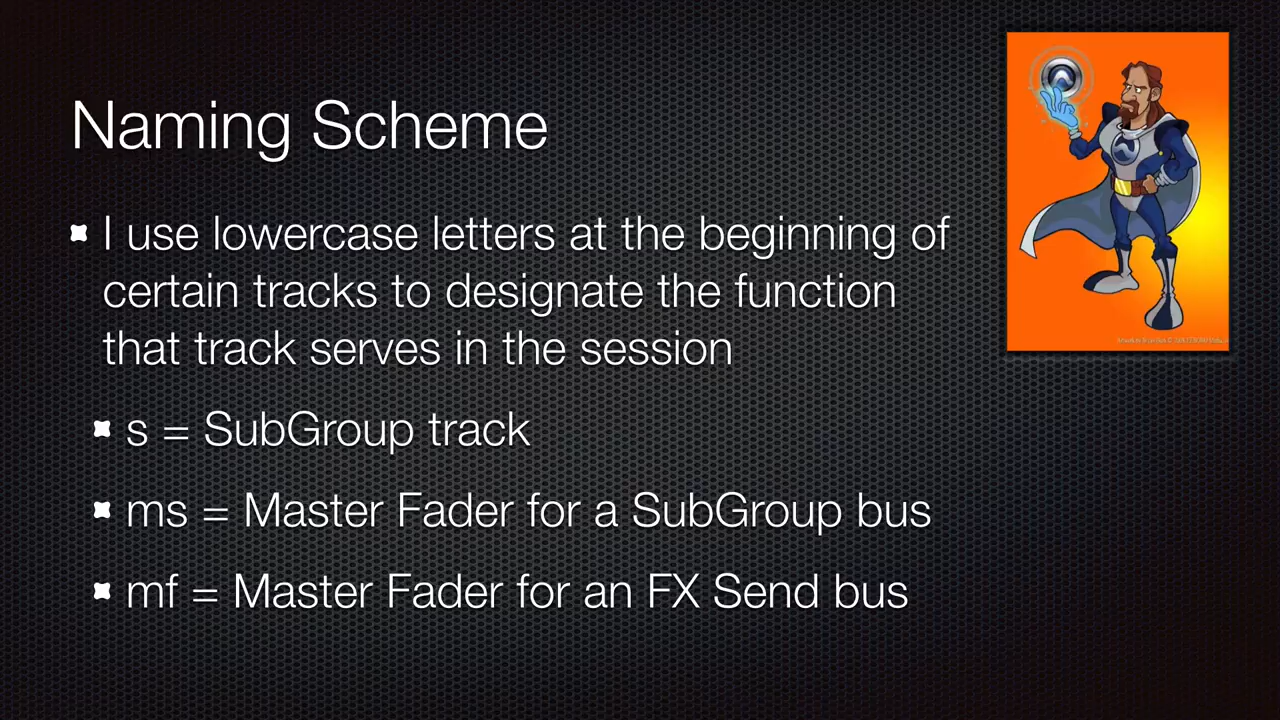 Naming Scheme
I use lowercase letters at the beginning of
certain tracks to designate the function
that track serves in the session
s = SubGroup track
ms = Master Fader for a SubGroup bus
mf = Master Fader for an FX Send bus